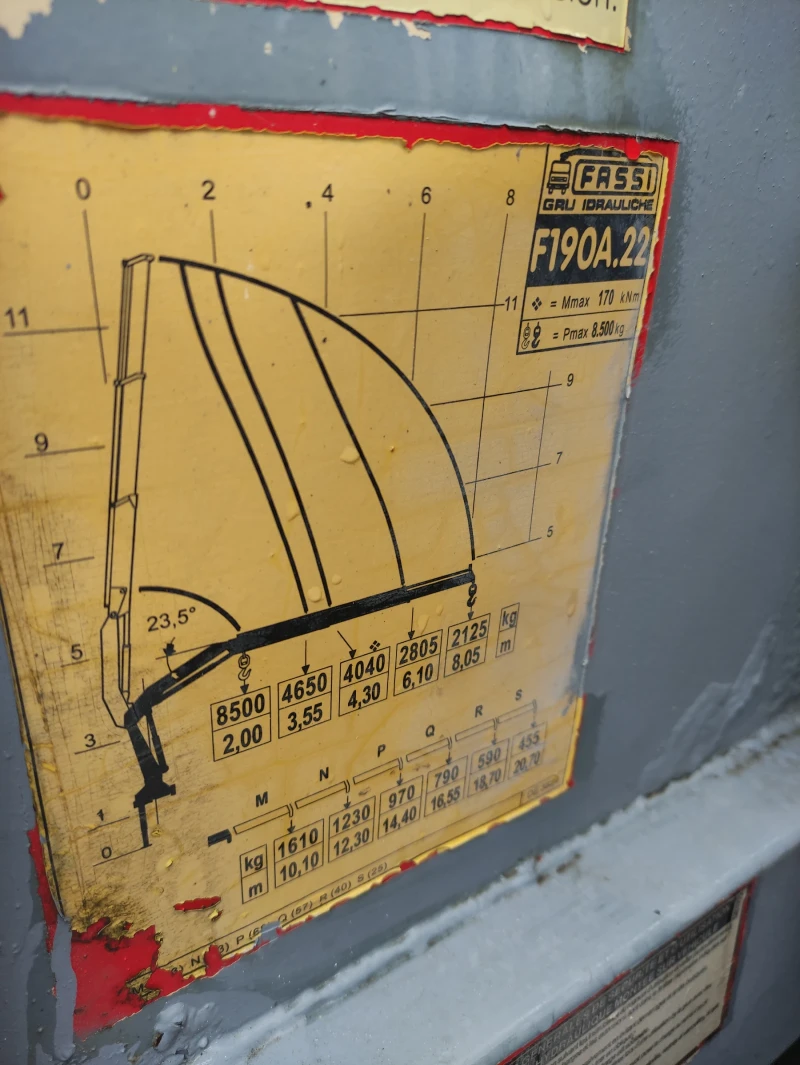 0 2 4 6 8
FASSI
GRU IDRAULICHE
F190A.22
= Mmax 170 kNm
= Pmax 8.500 kg
11 11
9
9
7
7
5
23,5°
5
3
1
0
8500 4650 4040 2805 2125 kg
2,00 3,55 4,30 6,10 8,05 m
M N P Q R S
kg 1610 1230 970 790 590 455
m 10,10 12,30 14,40 16,55 18,70 20,70
Q (57) R (40) S (25)